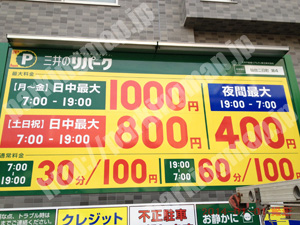 P 三井のリパーク
最大料金
[月～金] 日中最大 1000円
7:00 - 19:00
夜間最大
19:00 - 7:00
400円
[土日祝] 日中最大 800円
7:00 - 19:00
通常料金
7:00 19:00 30分/100円
19:00 7:00 60分/100円
クレジット
不正駐車
お静かに